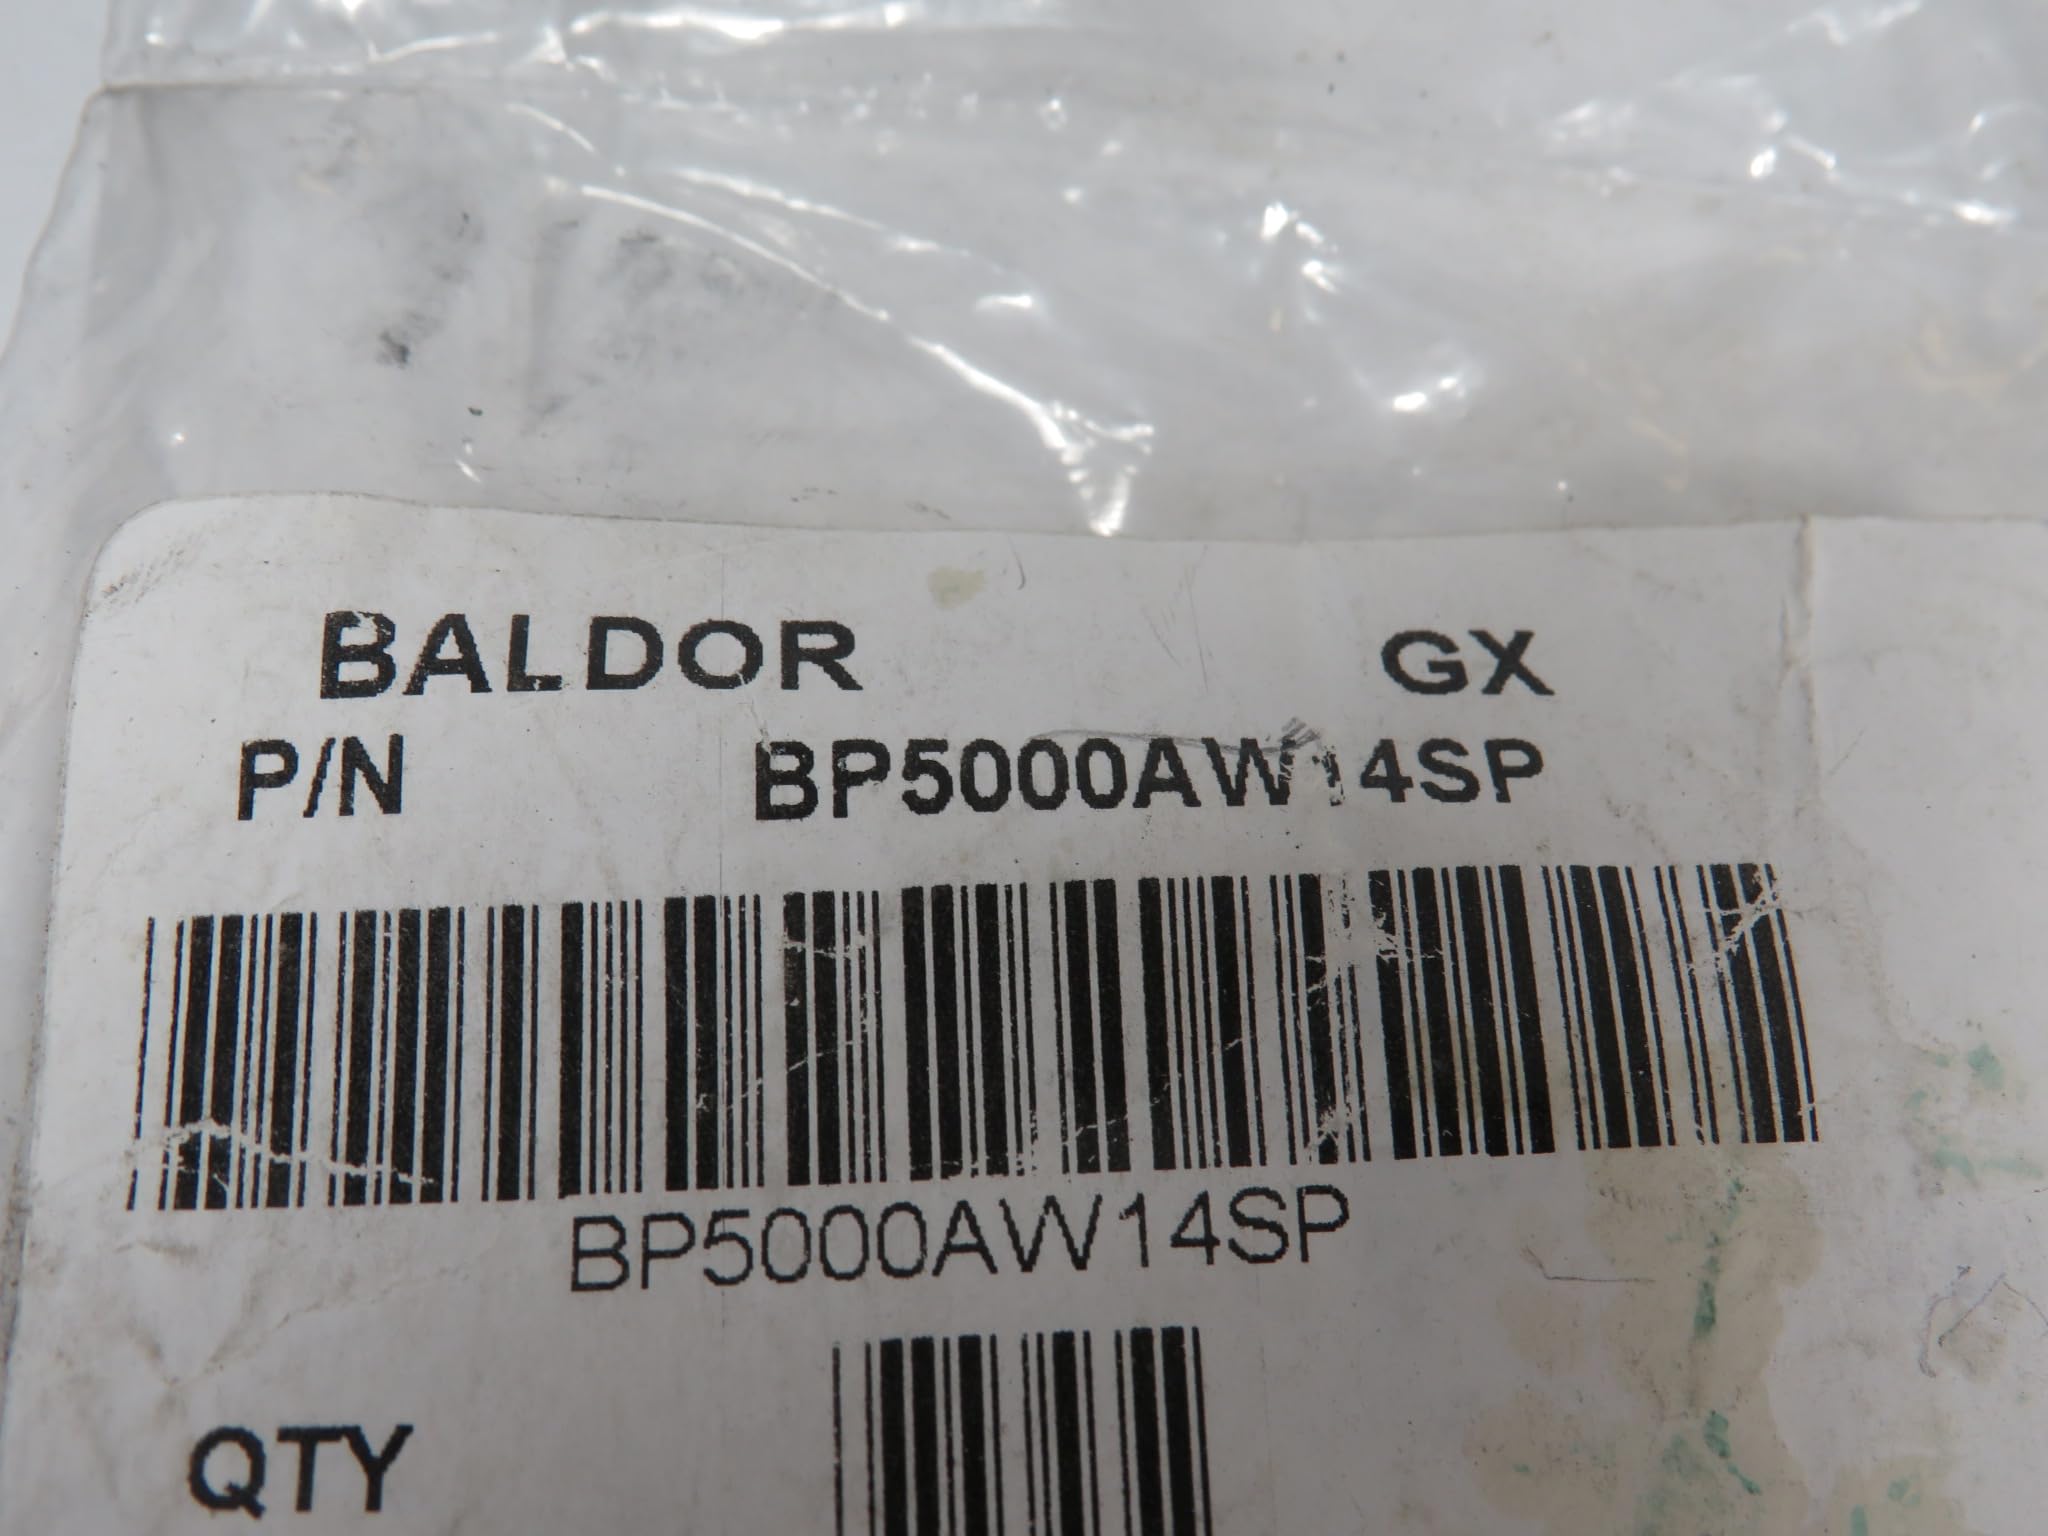 BALDOR GX
P/N BP5000AW14SP
BP5000AW14SP
QTY